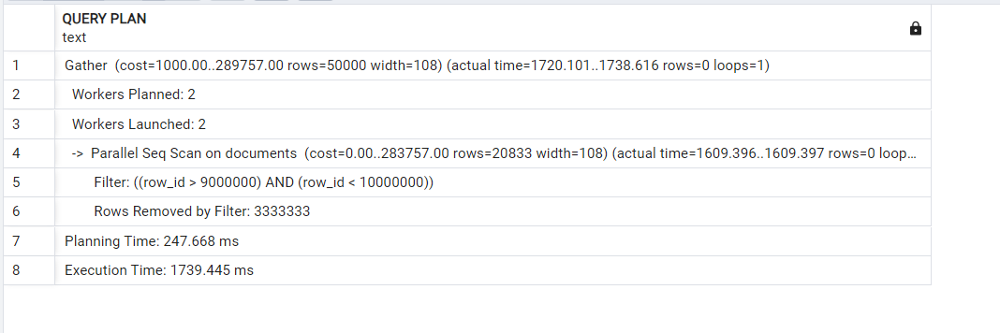 QUERY PLAN
text
1 Gather (cost=1000.00..289757.00 rows=50000 width=108) (actual time=1720.101..1738.616 rows=0 loops=1)
2 Workers Planned: 2
3 Workers Launched: 2
4 -> Parallel Seq Scan on documents (cost=0.00..283757.00 rows=20833 width=108) (actual time=1609.396..1609.397 rows=0 loop...
5 Filter: ((row_id > 9000000) AND (row_id < 10000000))
6 Rows Removed by Filter: 3333333
7 Planning Time: 247.668 ms
8 Execution Time: 1739.445 ms